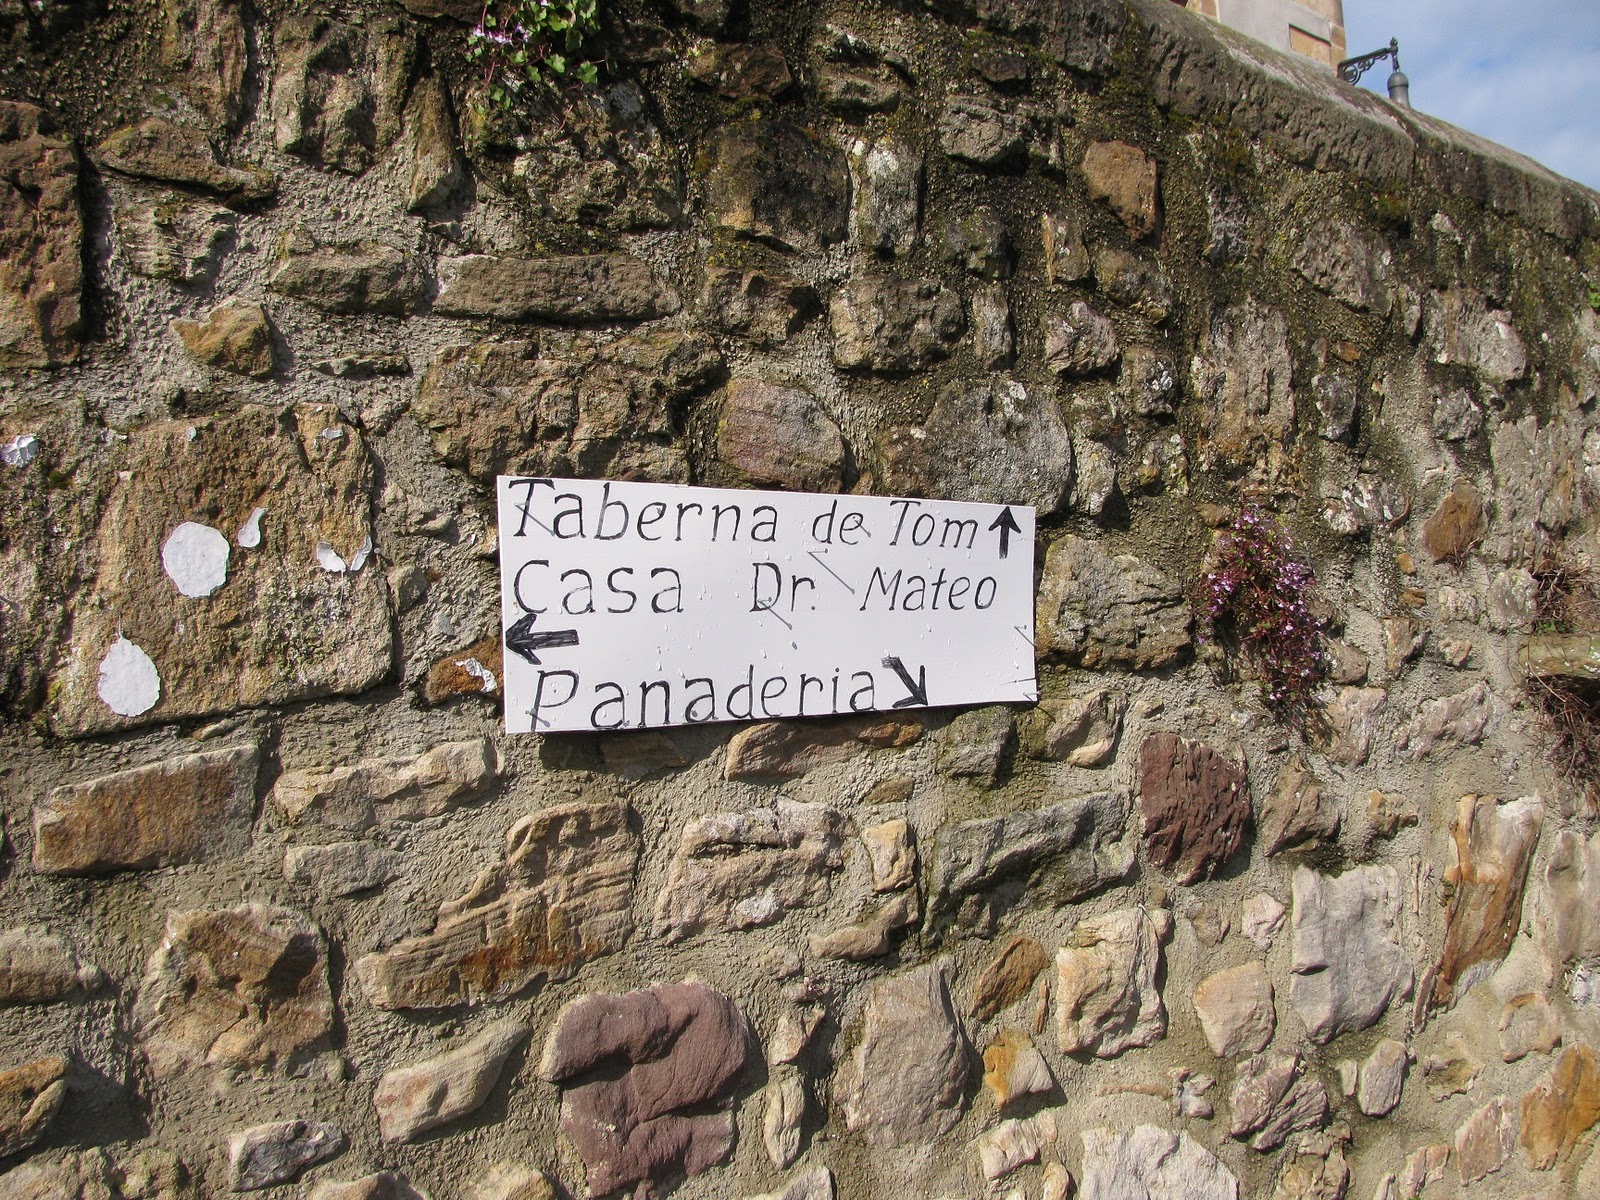 Taberna de Tom ↑
Casa Dr. Mateo
←
Panaderia ↘